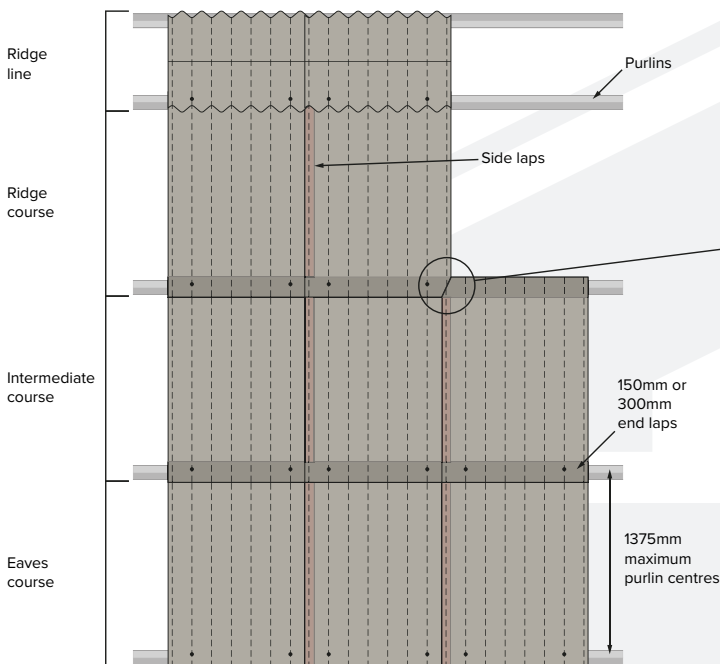 Ridge
line
Purlins
Side laps
Ridge
course
Intermediate
course
150mm or
300mm
end laps
Eaves
course
1375mm
maximum
purlin centres